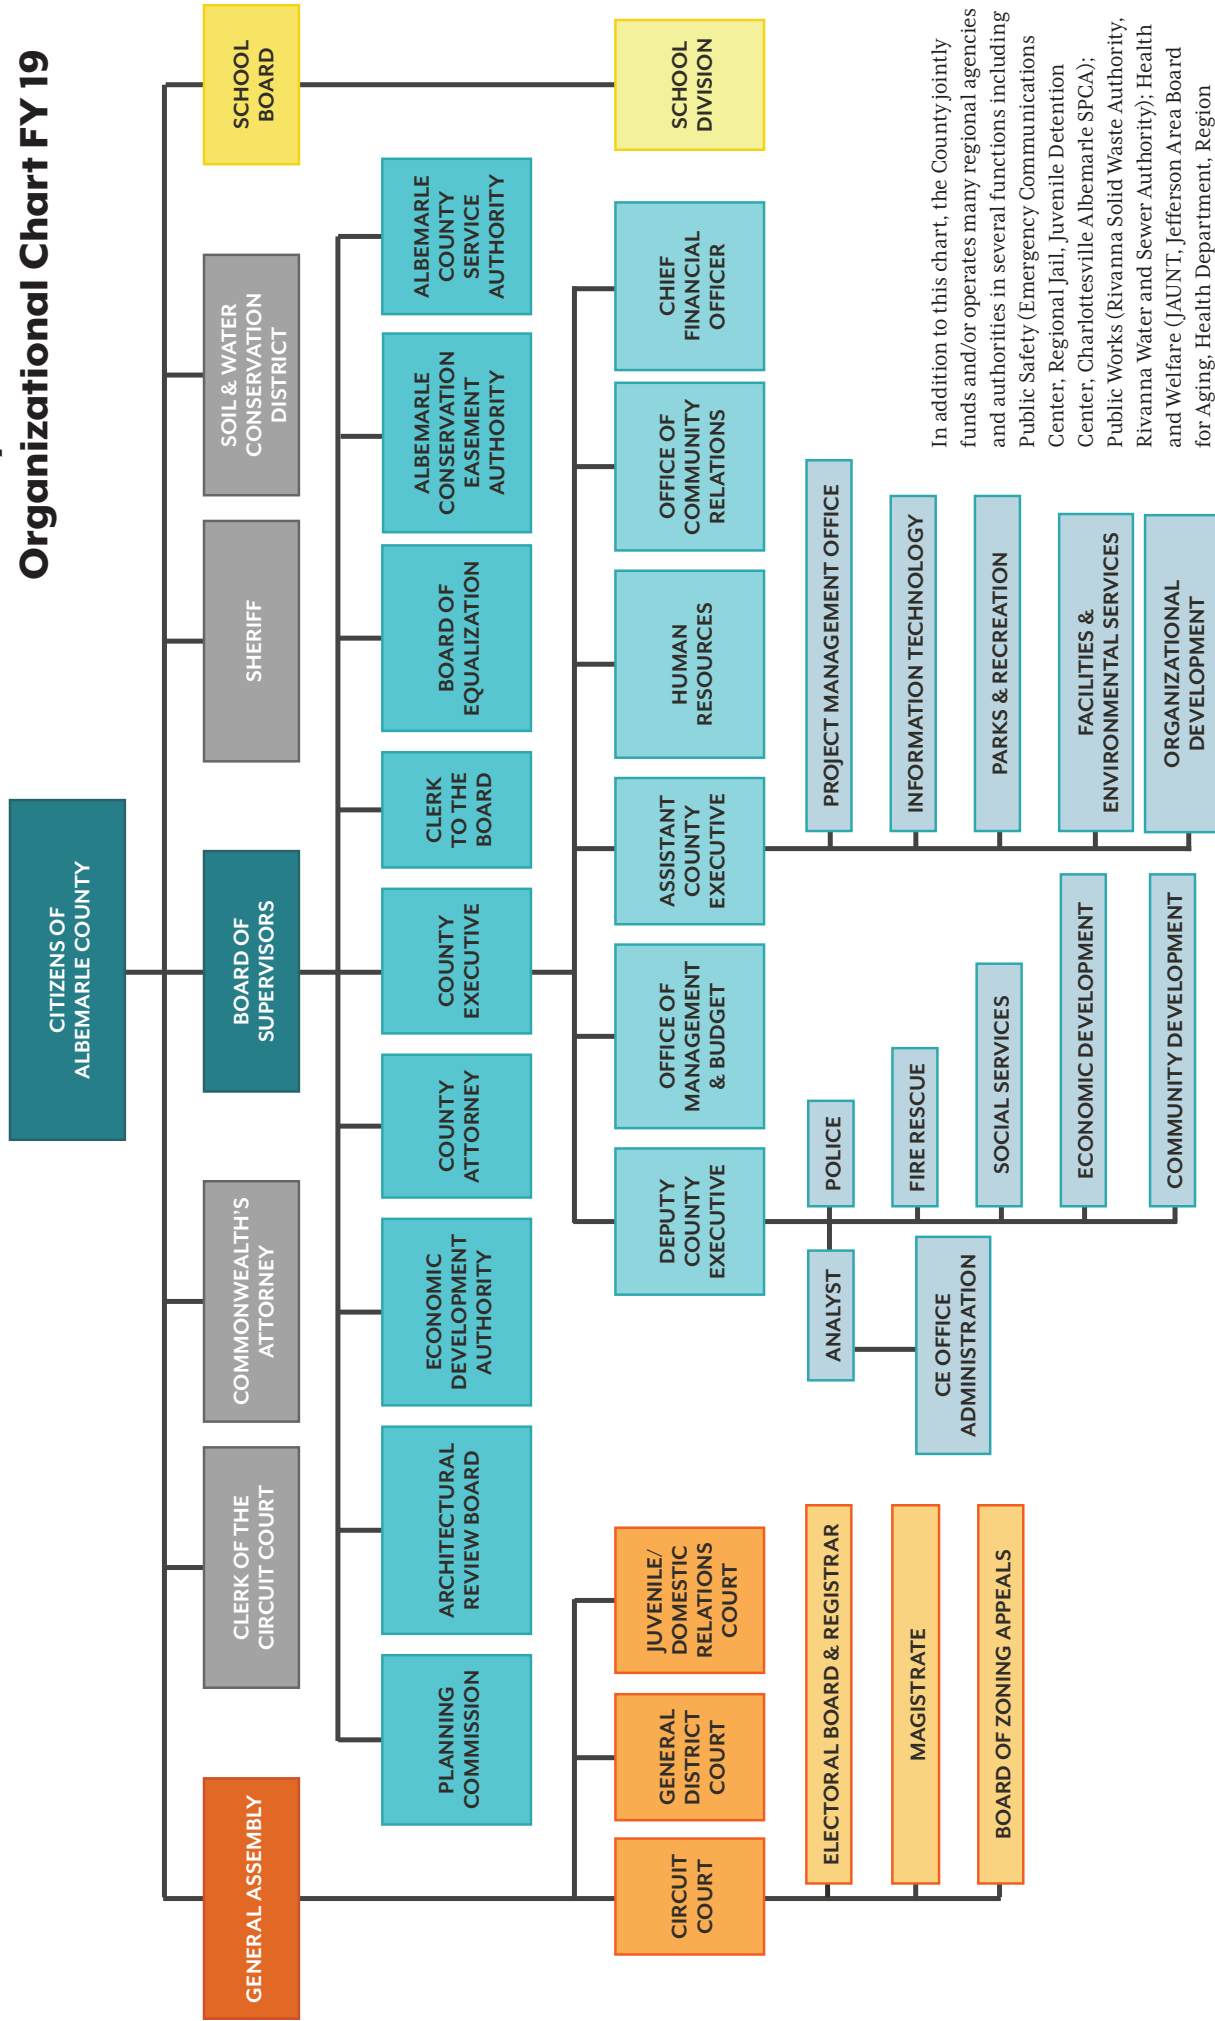 Organizational Chart FY 19
CITIZENS OF
ALBEMARLE COUNTY
GENERAL ASSEMBLY
CLERK OF THE
CIRCUIT COURT
COMMONWEALTH'S
ATTORNEY
BOARD OF
SUPERVISORS
SHERIFF
SOIL & WATER
CONSERVATION
DISTRICT
SCHOOL
BOARD
PLANNING
COMMISSION
ARCHITECTURAL
REVIEW BOARD
ECONOMIC
DEVELOPMENT
AUTHORITY
COUNTY
ATTORNEY
COUNTY
EXECUTIVE
CLERK
TO THE
BOARD
BOARD OF
EQUALIZATION
ALBEMARLE
CONSERVATION
EASEMENT
AUTHORITY
ALBEMARLE
COUNTY
SERVICE
AUTHORITY
CIRCUIT
COURT
GENERAL
DISTRICT
COURT
JUVENILE/
DOMESTIC
RELATIONS
COURT
DEPUTY
COUNTY
EXECUTIVE
OFFICE OF
MANAGEMENT
& BUDGET
ASSISTANT
COUNTY
EXECUTIVE
HUMAN
RESOURCES
OFFICE OF
COMMUNITY
RELATIONS
CHIEF
FINANCIAL
OFFICER
SCHOOL
DIVISION
ELECTORAL BOARD & REGISTRAR
MAGISTRATE
BOARD OF ZONING APPEALS
ANALYST
CE OFFICE
ADMINISTRATION
POLICE
FIRE RESCUE
SOCIAL SERVICES
ECONOMIC DEVELOPMENT
COMMUNITY DEVELOPMENT
PROJECT MANAGEMENT OFFICE
INFORMATION TECHNOLOGY
PARKS & RECREATION
FACILITIES &
ENVIRONMENTAL SERVICES
ORGANIZATIONAL
DEVELOPMENT
In addition to this chart, the County jointly
funds and/or operates many regional agencies
and authorities in several functions including
Public Safety (Emergency Communications
Center, Regional Jail, Juvenile Detention
Center, Charlottesville Albemarle SPCA);
Public Works (Rivanna Solid Waste Authority,
Rivanna Water and Sewer Authority); Health
and Welfare (JAUNT, Jefferson Area Board
for Aging, Health Department, Region